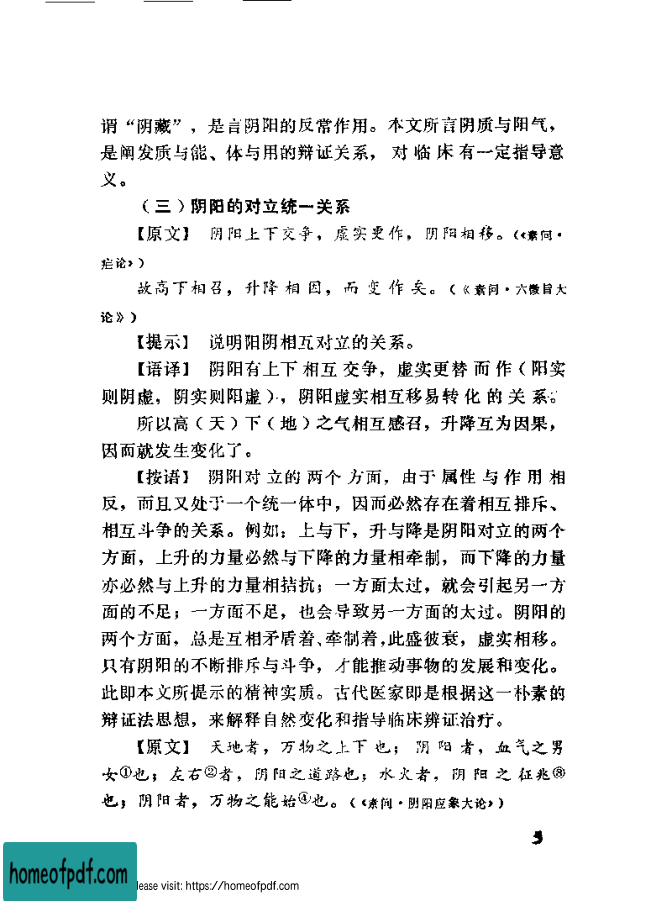 谓“阴藏”，是言阴阳的反常作用。本文所言阴质与阳气，
是阐发质与能、体与用的辩证关系，对临床有一定指导意
义。
（三）阴阳的对立统一关系
【原文】 阴阳上下交争，虚实更作，阴阳相移。（《素问·
疟论》）
故高下相召，升降相因，而变作矣。（《素问·六微旨大
论》）
【提示】 说明阳阴相互对立的关系。
【语译】 阴阳有上下相互交争，虚实更替而作（阳实
则阴虚，阴实则阳虚），阴阳虚实相互移易转化的关系。
所以高（天）下（地）之气相互感召，升降互为因果，
因而就发生变化了。
【按语】 阴阳对立的两个方面，由于属性与作用相
反，而且又处于一个统一体中，因而必然存在着相互排斥、
相互斗争的关系。例如：上与下，升与降是阴阳对立的两个
方面，上升的力量必然与下降的力量相牵制，而下降的力量
亦必然与上升的力量相拮抗；一方面太过，就会引起另一方
面的不足；一方面不足，也会导致另一方面的太过。阴阳的
两个方面，总是互相矛盾着、牵制着，此盛彼衰，虚实相移。
只有阴阳的不断排斥与斗争，才能推动事物的发展和变化。
此即本文所提示的精神实质。古代医家即是根据这一朴素的
辩证法思想，来解释自然变化和指导临床辨证治疗。
【原文】 天地者，万物之上下也；阴阳者，血气之男
女①也；左右②者，阴阳之道路也；水火者，阴阳之征兆③
也；阴阳者，万物之能始④也。（《素问·阴阳应象大论》）
5
homeofpdf.com
lease visit: https://homeofpdf.com